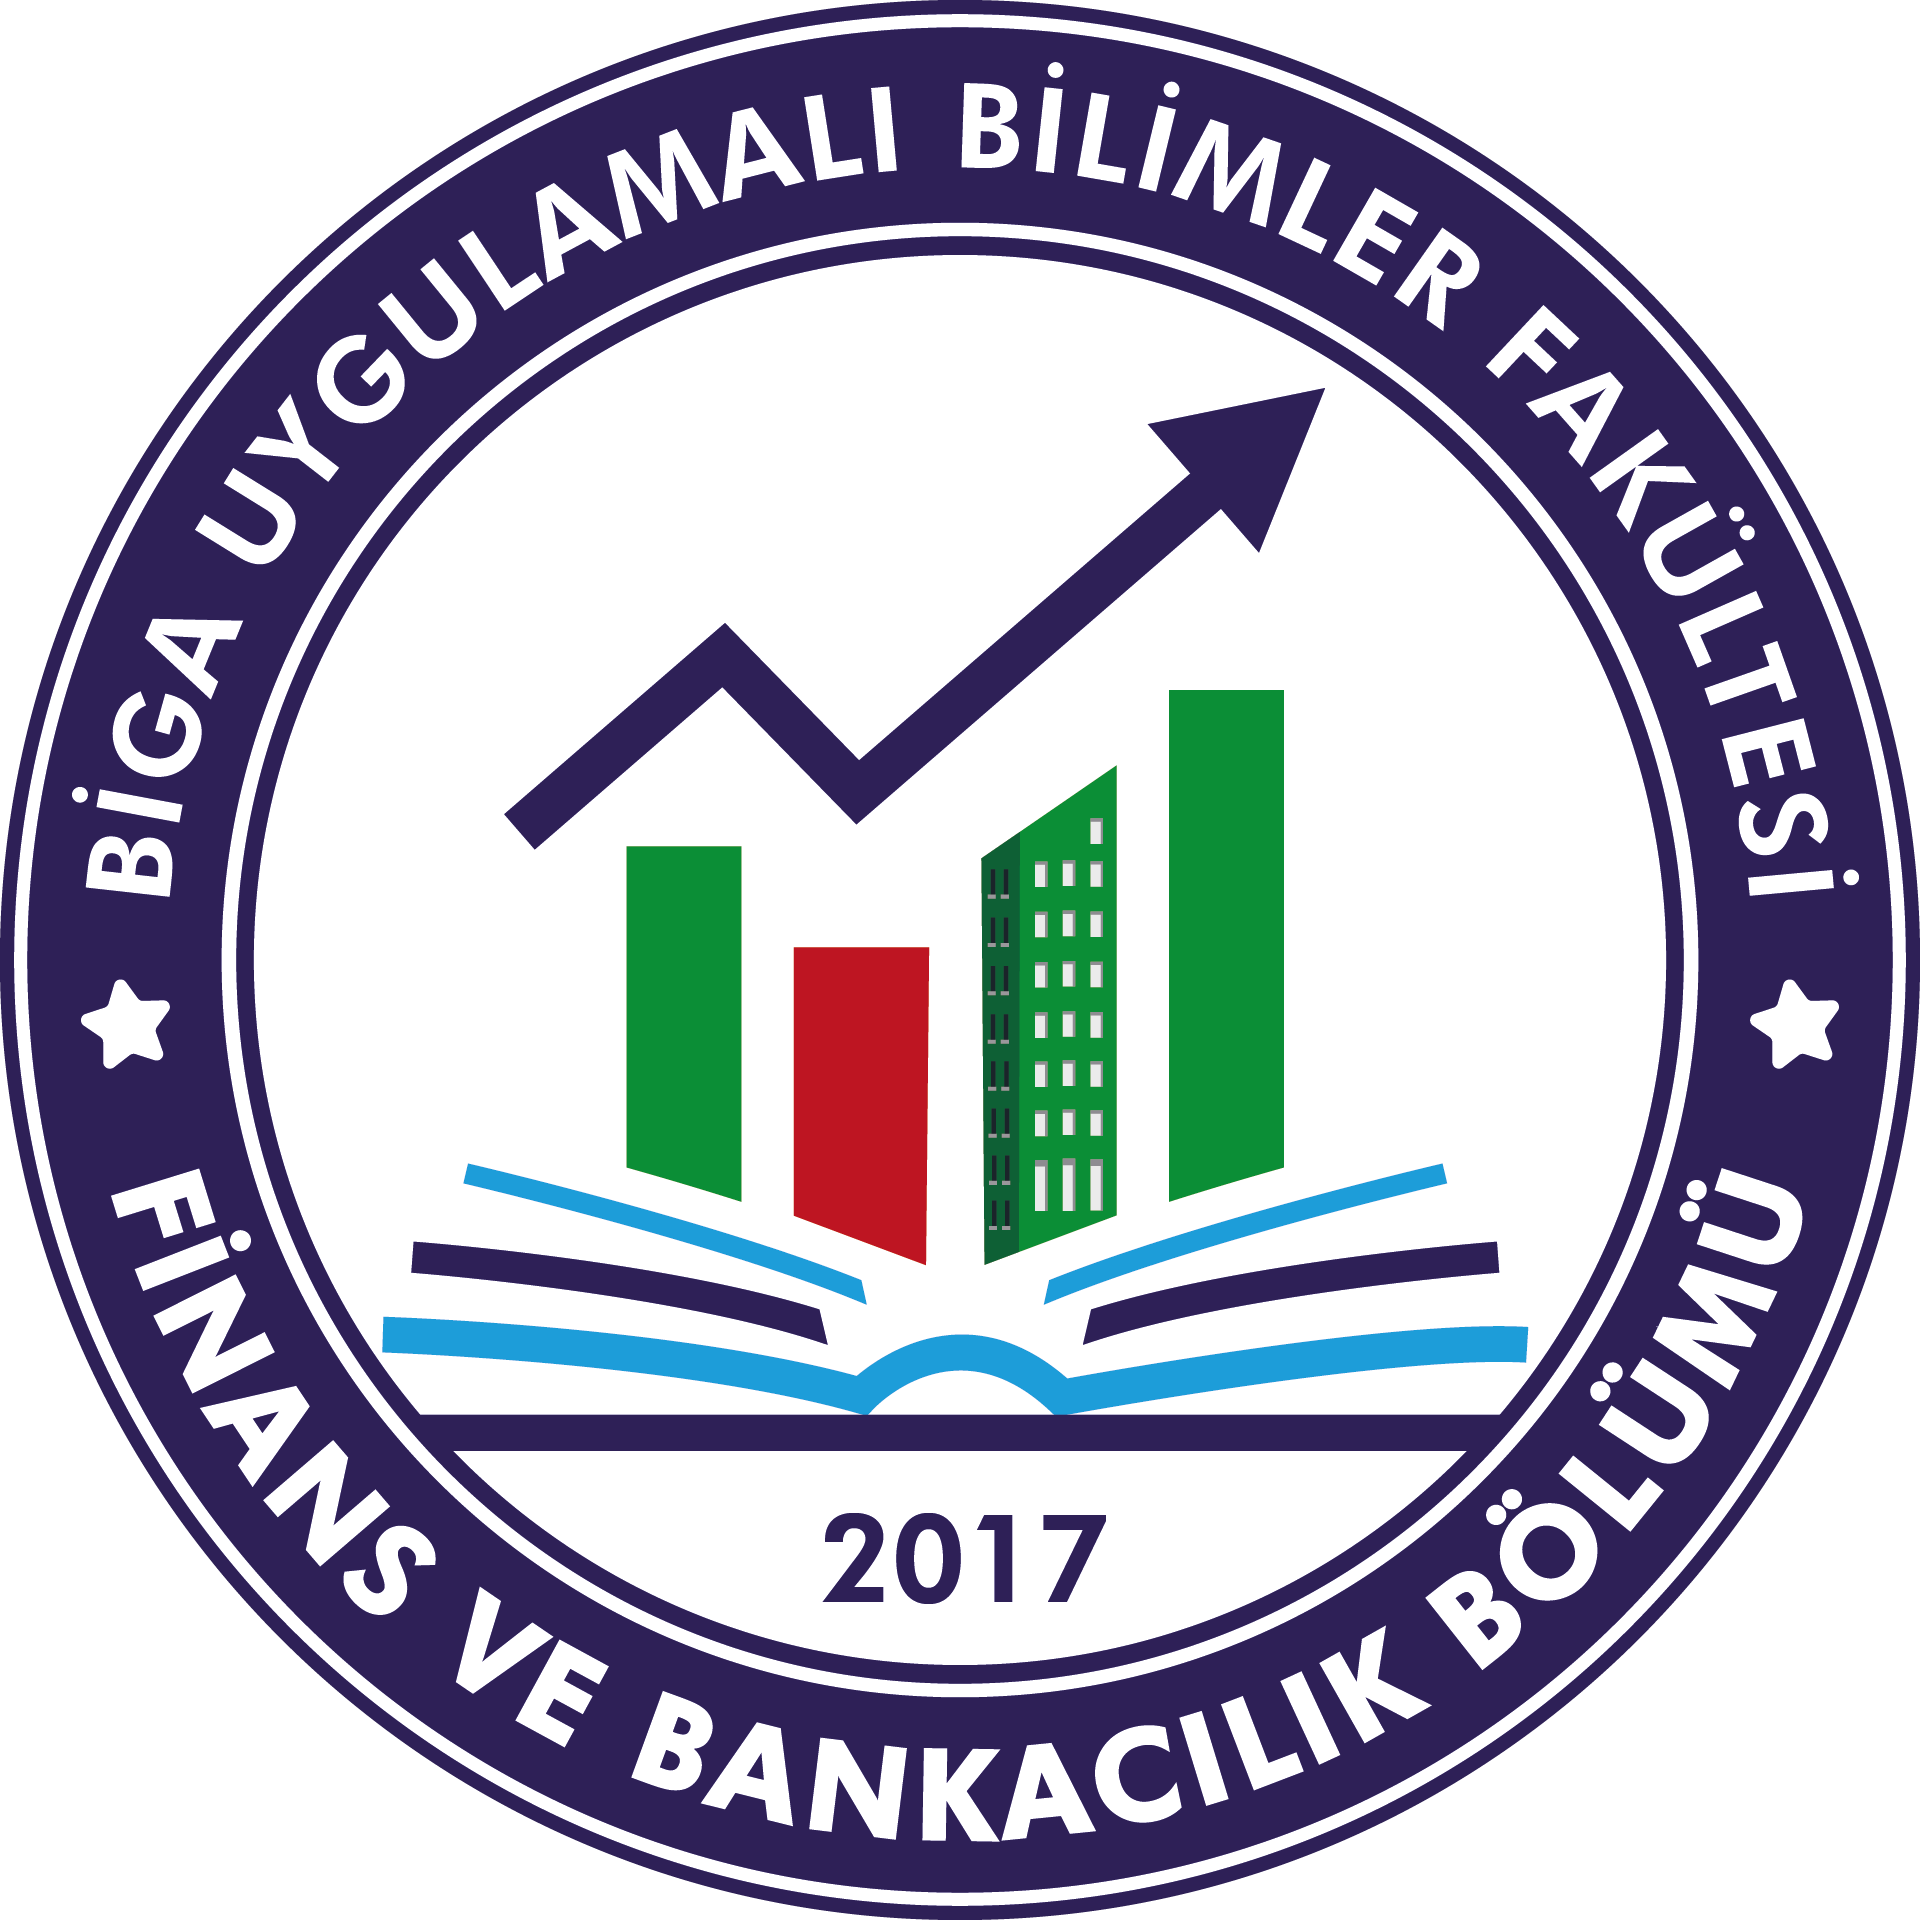 BİGA UYGULAMALI BİLİMLER FAKÜLTESİ
2017
FİNANS VE BANKACILIK BÖLÜMÜ